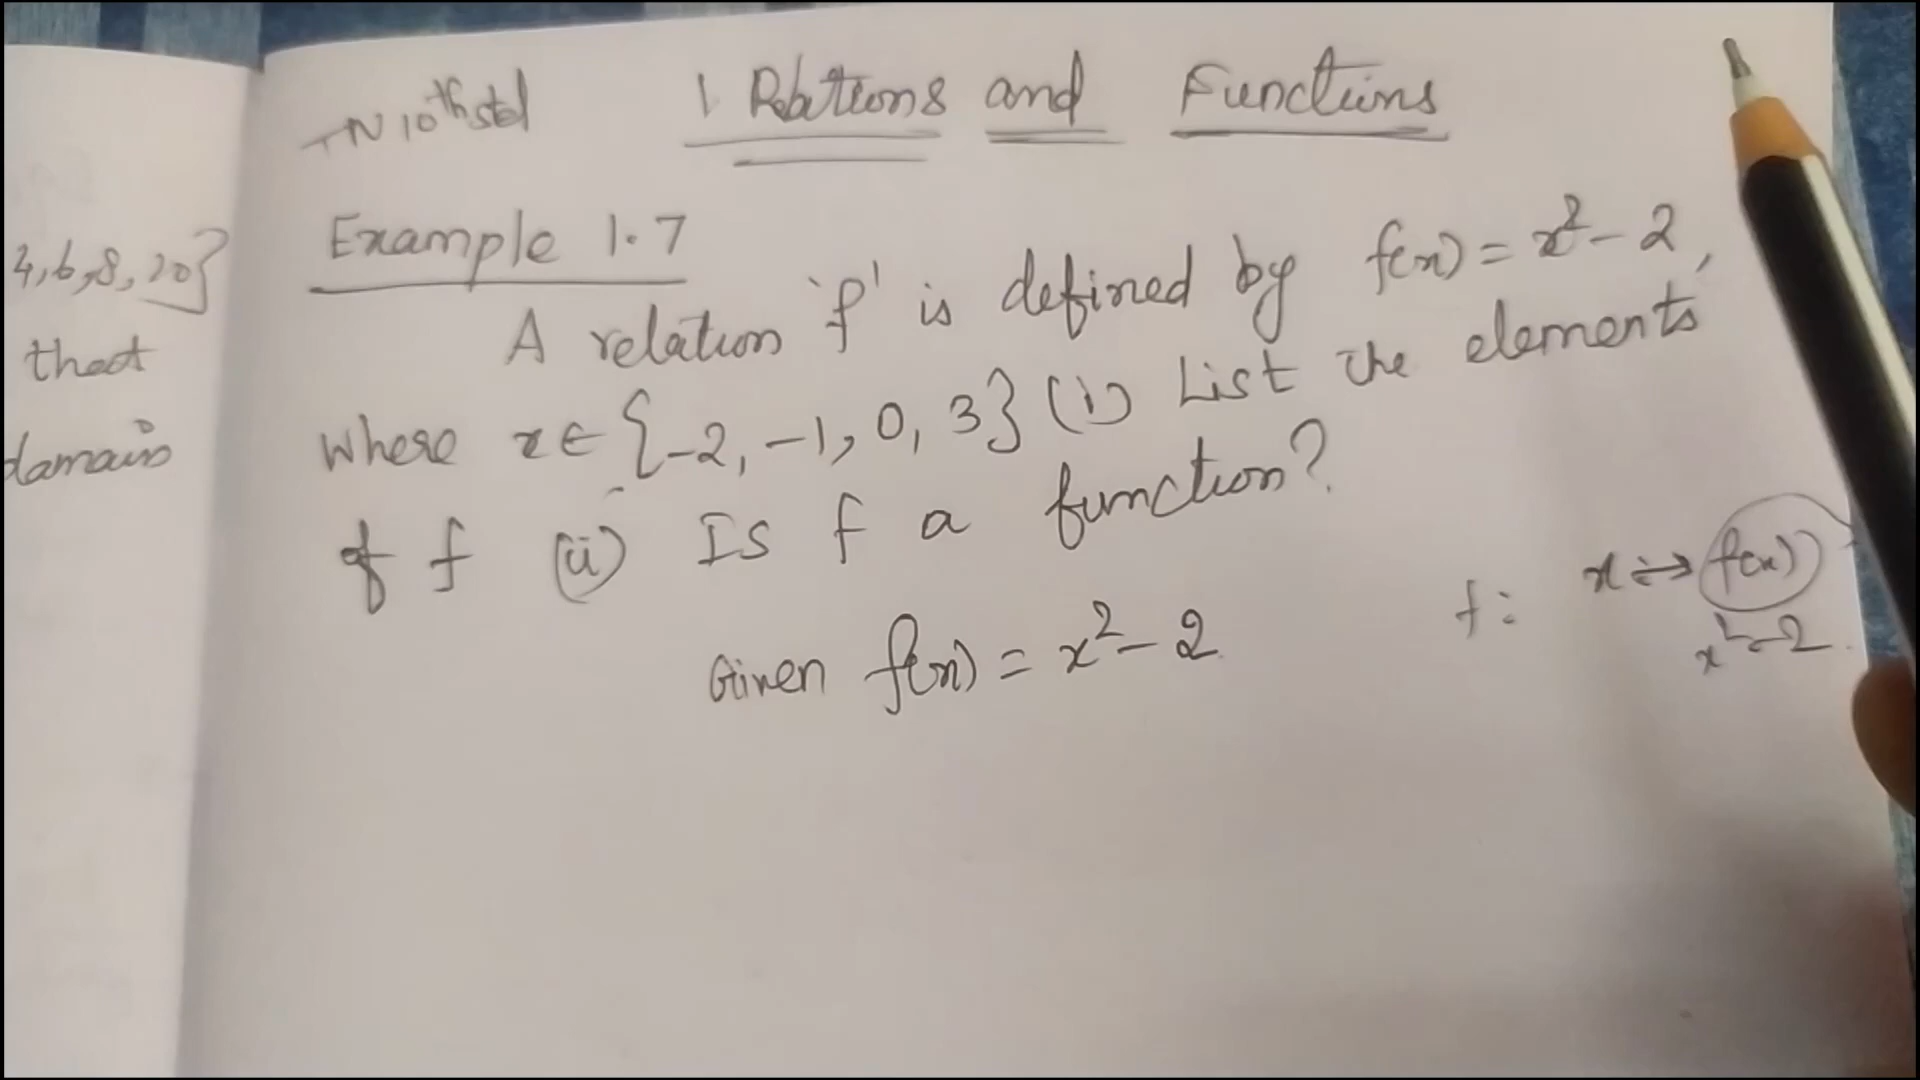 TN 10th std 1 Relations and Functions
Example 1.7
A relation 'f' is defined by f(x) = x² - 2,
where x ∈ {-2, -1, 0, 3} (i) List the elements
of f (ii) Is f a function?
Given f(x) = x² - 2
f: x → f(x)
x² - 2
4,6,8,10}
that
domain